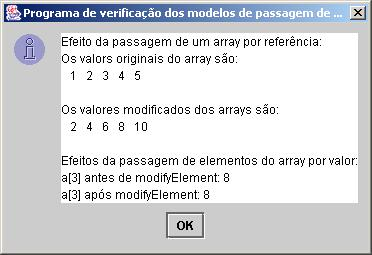 Programa de verificação dos modelos de passagem de ...
Efeito da passagem de um array por referência:
Os valors originais do array são:
1 2 3 4 5
Os valores modificados dos arrays são:
2 4 6 8 10
Efeitos da passagem de elementos do array por valor:
a[3] antes de modifyElement: 8
a[3] após modifyElement: 8
OK